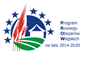 Program
Rozwoju
Obszarów
Wiejskich
na lata 2014-2020